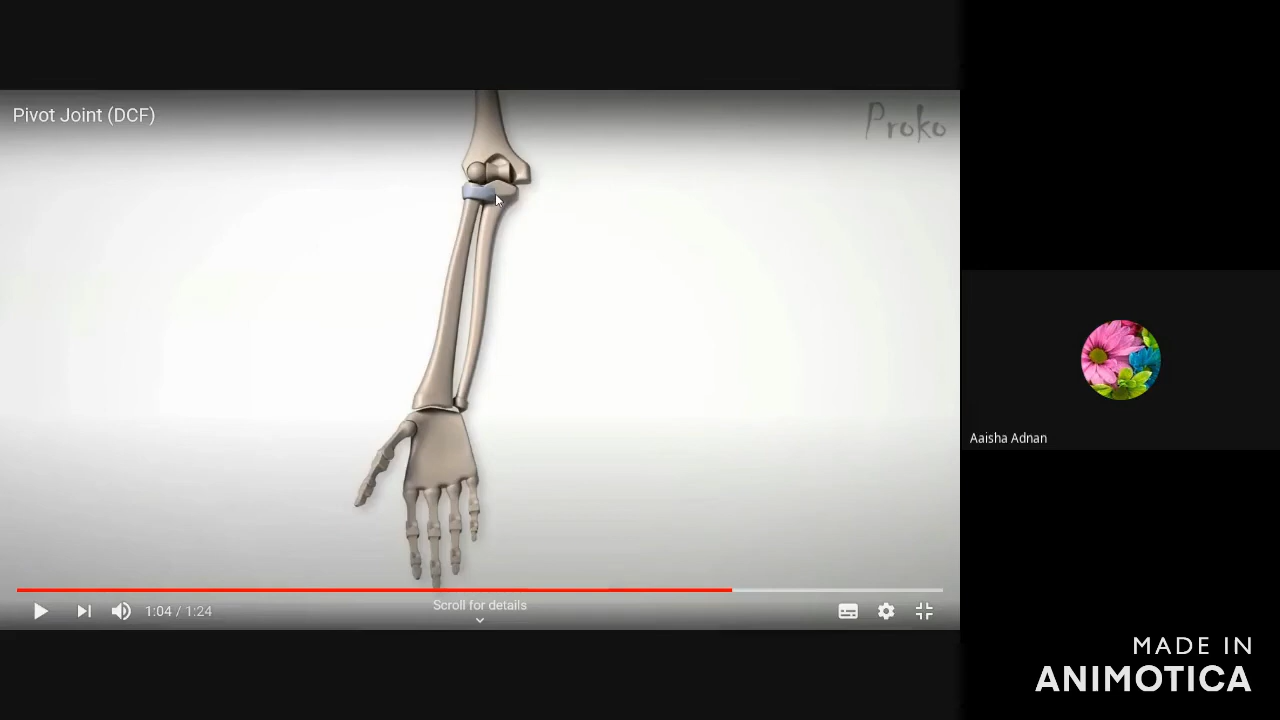 Pivot Joint (DCF)
Proko
Aaisha Adnan
1:04 / 1:24
Scroll for details
MADE IN
ANIMOTICA